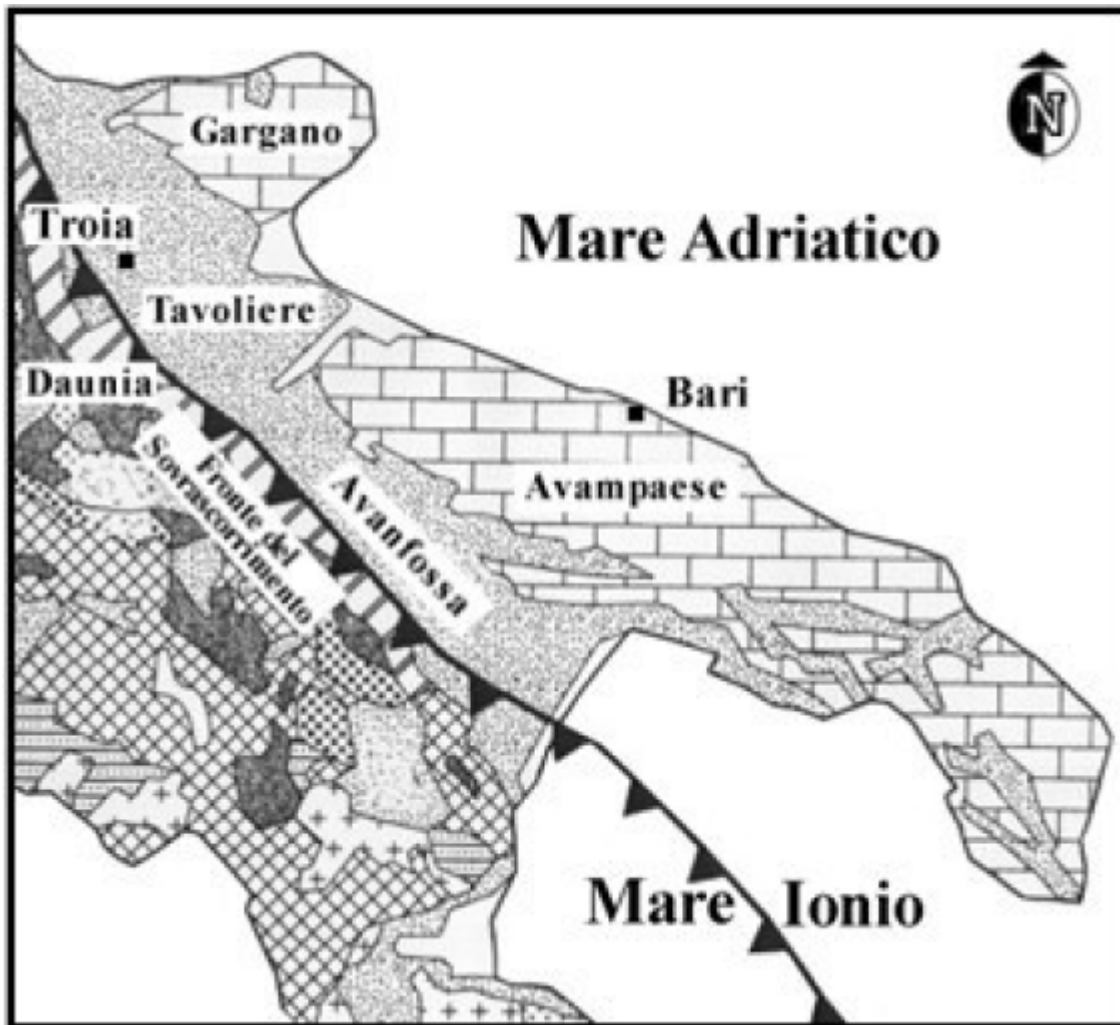 N
Gargano
Troia
Mare Adriatico
Tavoliere
Daunia
Bari
Fronte del
Sovrascorrimento
Avanfossa
Avampaese
Mare Ionio